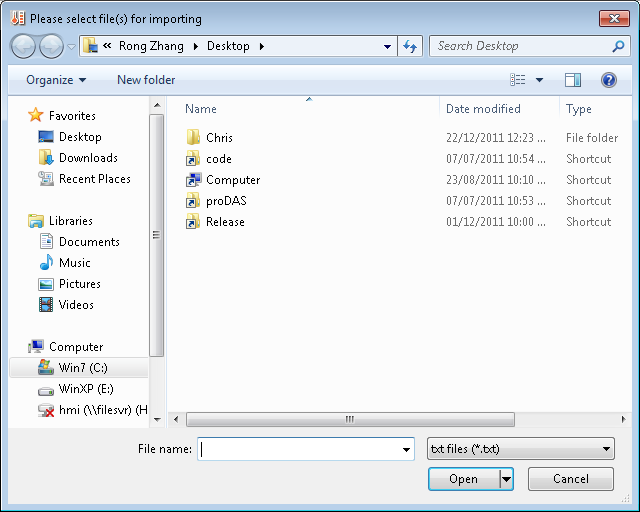 Please select file(s) for importing
« Rong Zhang Desktop
Search Desktop
Organize New folder
Favorites
Desktop
Downloads
Recent Places
Libraries
Documents
Music
Pictures
Videos
Computer
Win7 (C:)
WinXP (E:)
hmi (\\filesvr) (H
Name Date modified Type
Chris 22/12/2011 12:23 ... File folder
code 07/07/2011 10:54 ... Shortcut
Computer 23/08/2011 10:10 ... Shortcut
proDAS 07/07/2011 10:53 ... Shortcut
Release 01/12/2011 10:00 ... Shortcut
File name: txt files (*.txt)
Open Cancel